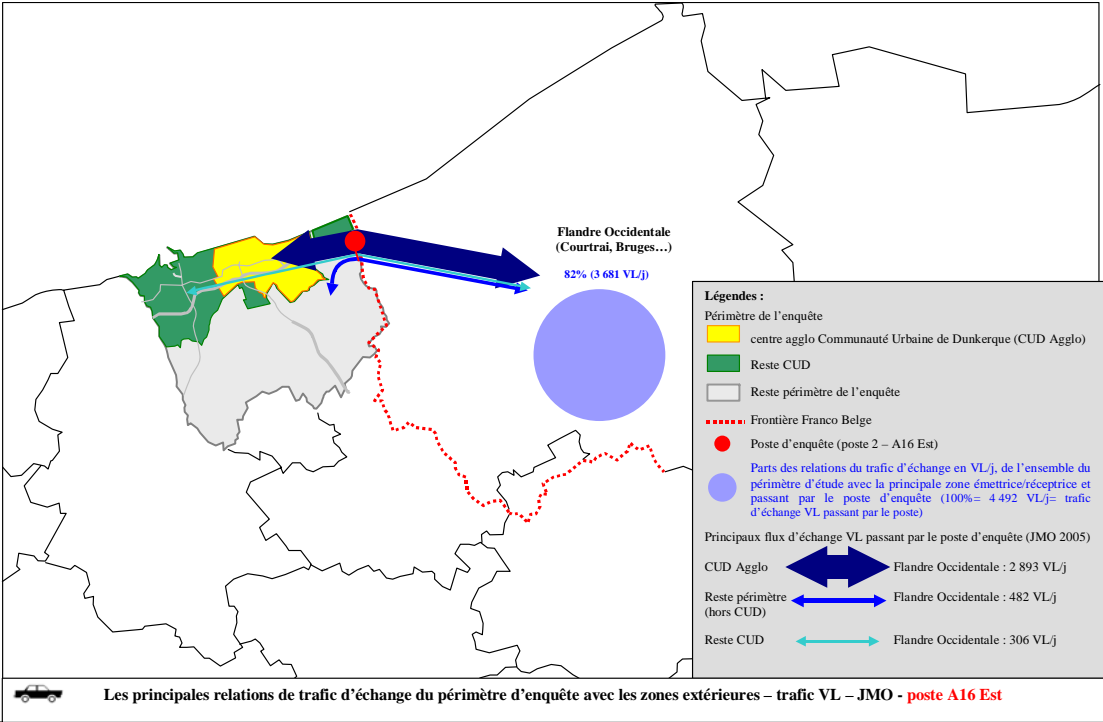 Flandre Occidentale
(Courtrai, Bruges…)
82% (3 681 VL/j)
Légendes :
Périmètre de l'enquête
centre agglo Communauté Urbaine de Dunkerque (CUD Agglo)
Reste CUD
Reste périmètre de l'enquête
Frontière Franco Belge
Poste d'enquête (poste 2 – A16 Est)
Parts des relations du trafic d'échange en VL/j, de l'ensemble du
périmètre d'étude avec la principale zone émettrice/réceptrice et
passant par le poste d'enquête (100%= 4 492 VL/j= trafic
d'échange VL passant par le poste)
Principaux flux d'échange VL passant par le poste d'enquête (JMO 2005)
CUD Agglo Flandre Occidentale : 2 893 VL/j
Reste périmètre Flandre Occidentale : 482 VL/j
(hors CUD)
Reste CUD Flandre Occidentale : 306 VL/j
Les principales relations de trafic d'échange du périmètre d'enquête avec les zones extérieures – trafic VL – JMO - poste A16 Est